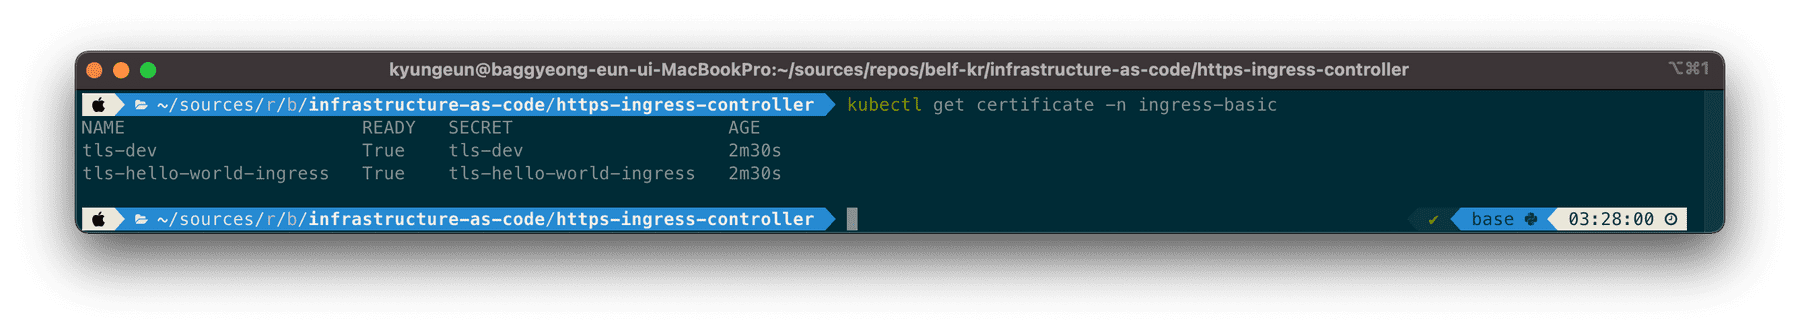 kyungeun@baggyeong-eun-ui-MacBookPro:~/sources/repos/belf-kr/infrastructure-as-code/https-ingress-controller ⌥⌘1
~/sources/r/b/infrastructure-as-code/https-ingress-controller kubectl get certificate -n ingress-basic
NAME READY SECRET AGE
tls-dev True tls-dev 2m30s
tls-hello-world-ingress True tls-hello-world-ingress 2m30s
~/sources/r/b/infrastructure-as-code/https-ingress-controller ✔ base 03:28:00